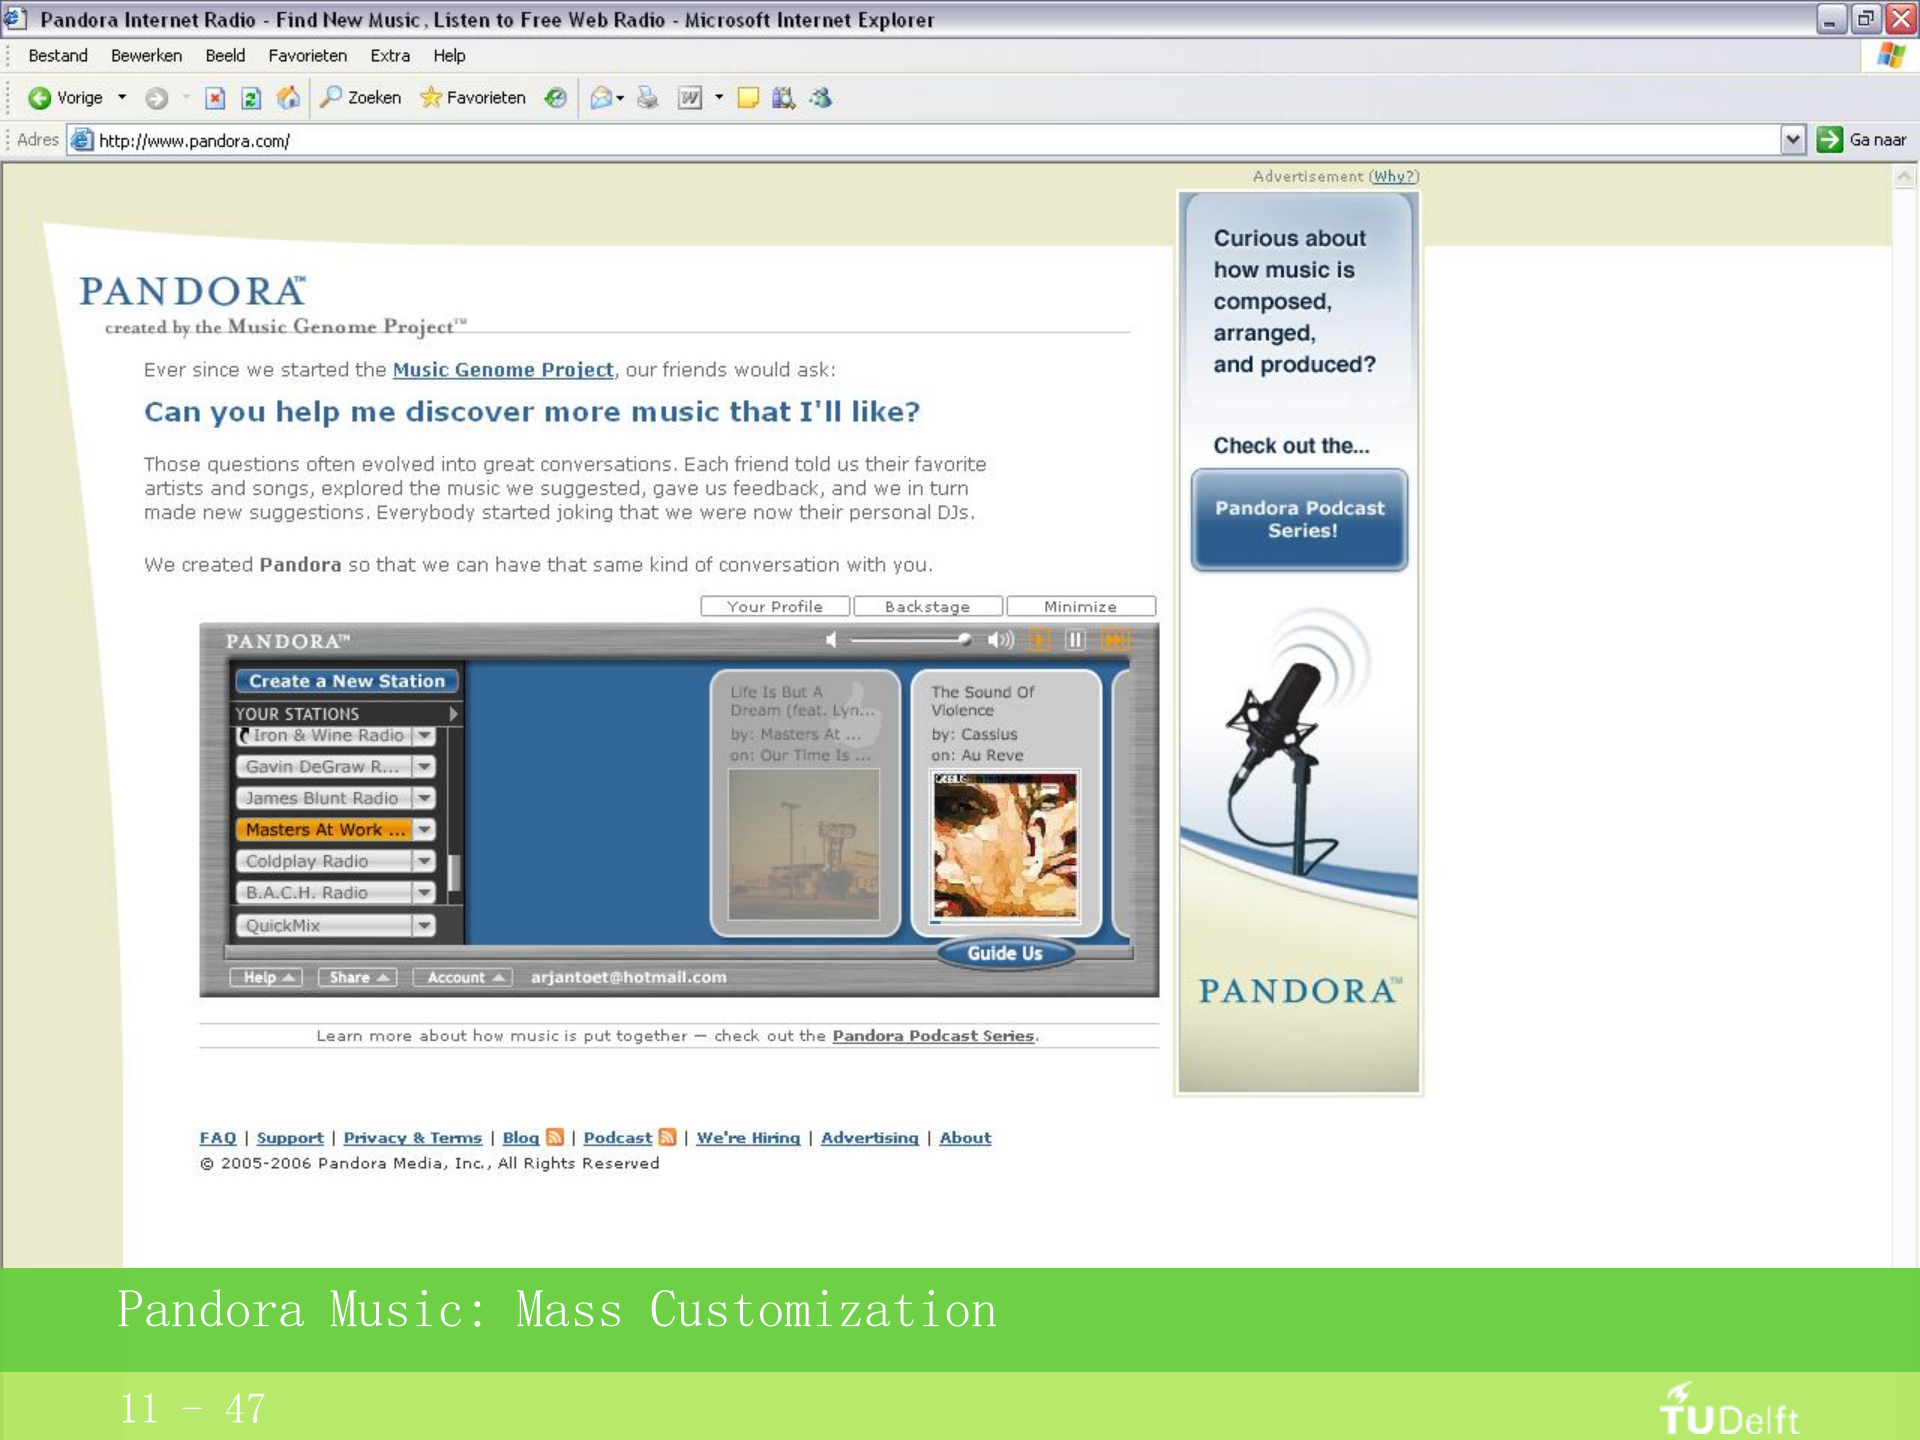 Pandora Internet Radio - Find New Music, Listen to Free Web Radio - Microsoft Internet Explorer
Bestand Bewerken Beeld Favorieten Extra Help
Vorige Zoeken Favorieten
Adres http://www.pandora.com/ Ga naar
Advertisement (Why?)
PANDORA™
created by the Music Genome Project™
Ever since we started the Music Genome Project, our friends would ask:
Can you help me discover more music that I'll like?
Those questions often evolved into great conversations. Each friend told us their favorite
artists and songs, explored the music we suggested, gave us feedback, and we in turn
made new suggestions. Everybody started joking that we were now their personal DJs.
We created Pandora so that we can have that same kind of conversation with you.
Your Profile Backstage Minimize
PANDORA™
Create a New Station
YOUR STATIONS
Iron & Wine Radio
Gavin DeGraw R...
James Blunt Radio
Masters At Work ...
Coldplay Radio
B.A.C.H. Radio
QuickMix
Life Is But A
Dream (feat. Lyn...
by: Masters At ...
on: Our Time Is ...
The Sound Of
Violence
by: Cassius
on: Au Reve
Guide Us
Help Share Account arjantoet@hotmail.com
Learn more about how music is put together — check out the Pandora Podcast Series.
Curious about
how music is
composed,
arranged,
and produced?
Check out the...
Pandora Podcast
Series!
PANDORA™
FAQ | Support | Privacy & Terms | Blog | Podcast | We're Hiring | Advertising | About
© 2005-2006 Pandora Media, Inc., All Rights Reserved
Pandora Music: Mass Customization
11 - 47
TUDelft